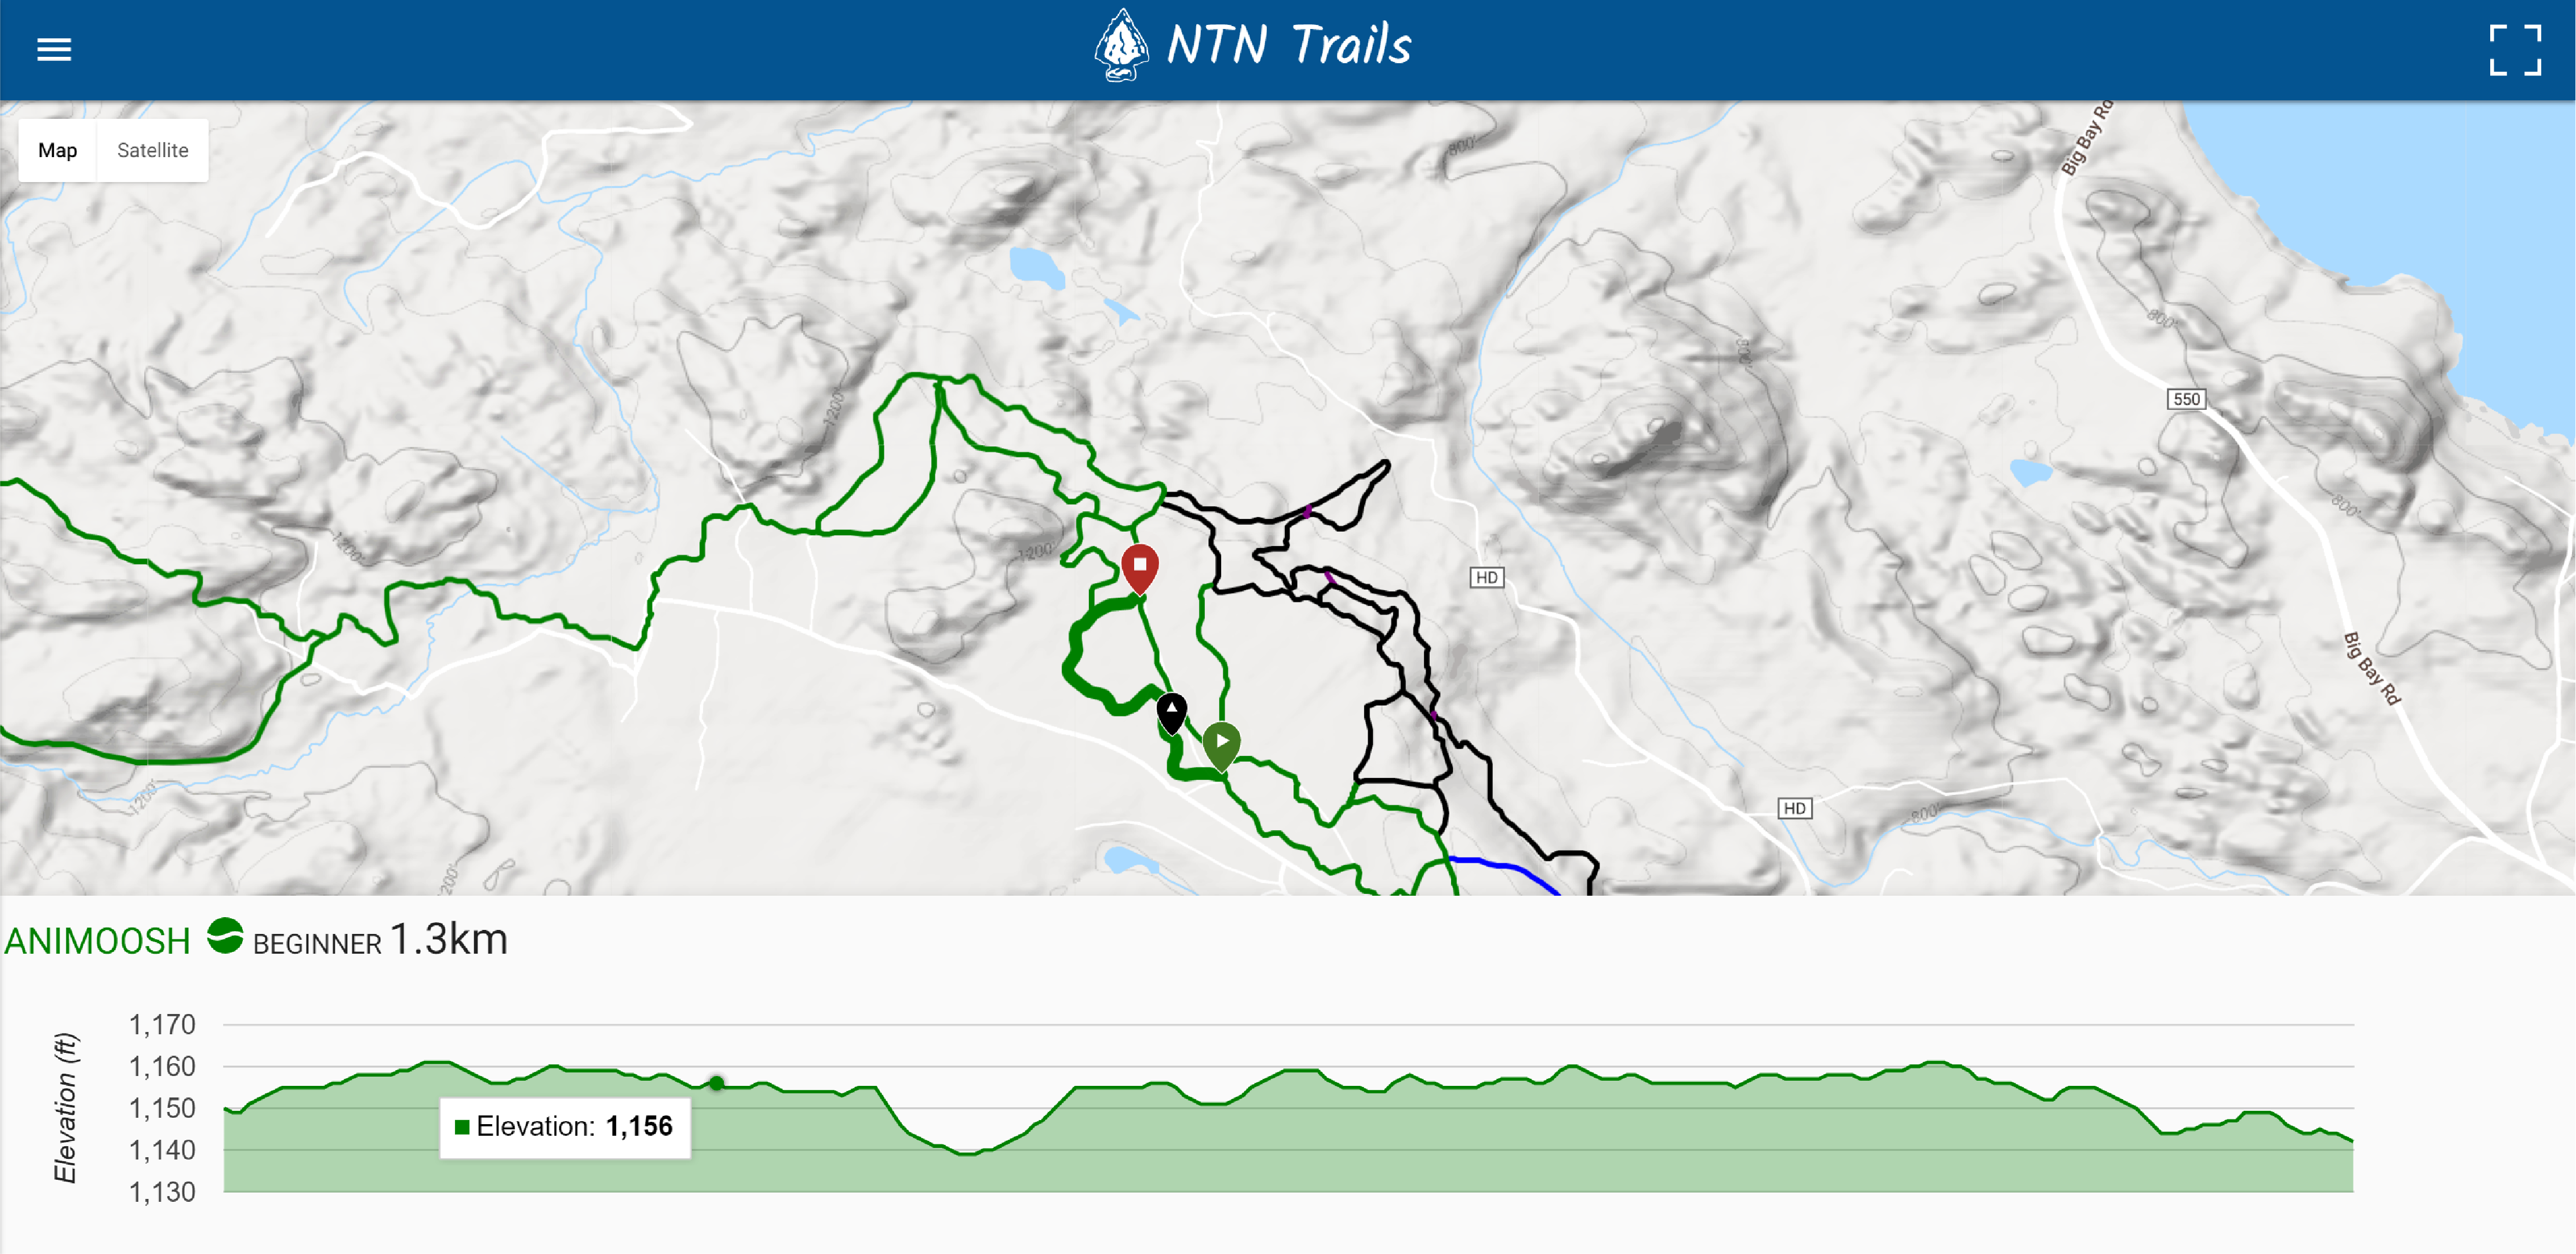 NTN Trails
Map
Satellite
Big Bay Rd
800'
800'
800'
550
1200'
800'
1200'
1200'
HD
Big Bay Rd
HD
800'
1200'
ANIMOOSH BEGINNER 1.3km
Elevation (ft)
1,170
1,160
1,150
1,140
1,130
Elevation: 1,156